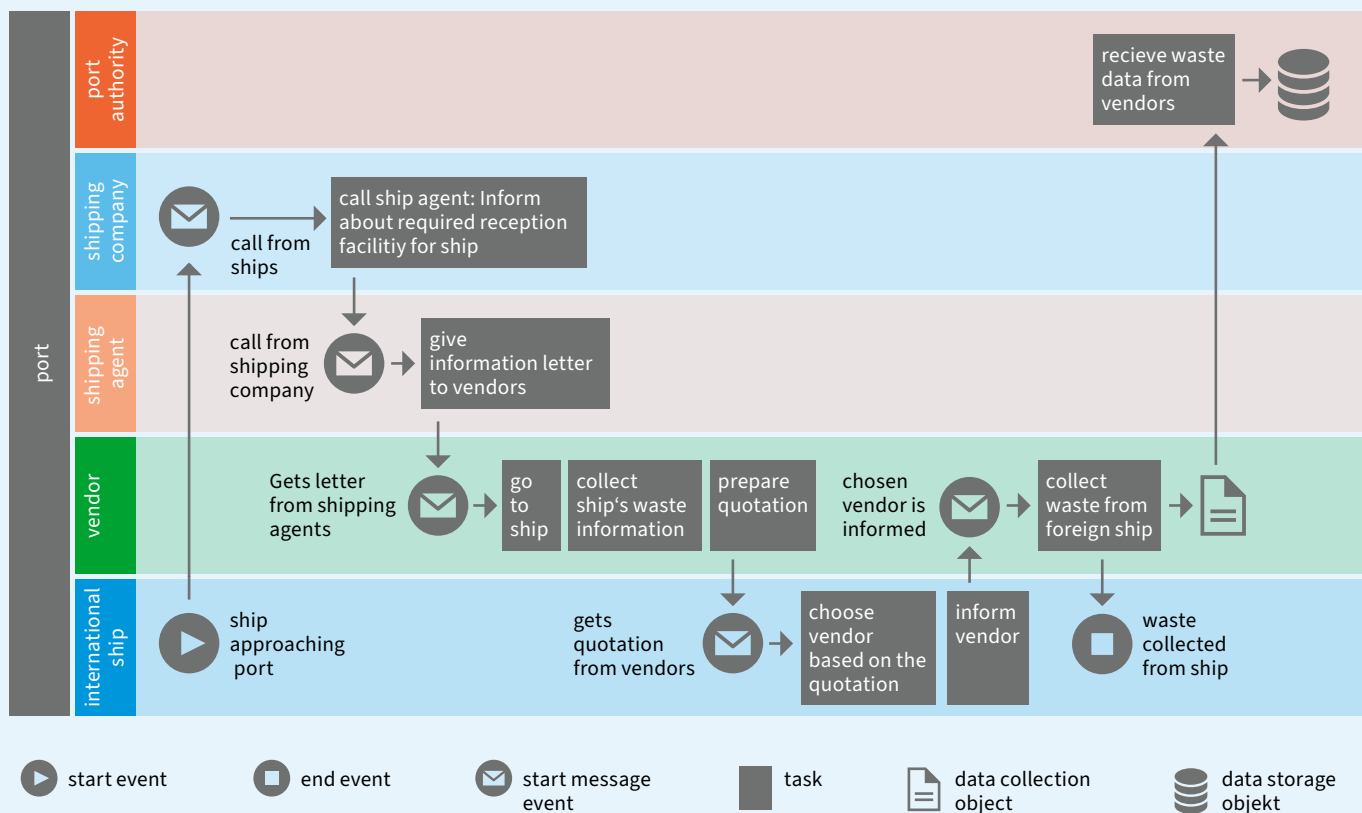 port
port
authority
recieve waste
data from
vendors
shipping
company
call from
ships
call ship agent: Inform
about required reception
facilitiy for ship
shipping
agent
call from
shipping
company
give
information letter
to vendors
vendor
Gets letter
from shipping
agents
go
to
ship
collect
ship‘s waste
information
prepare
quotation
chosen
vendor is
informed
collect
waste from
foreign ship
international
ship
ship
approaching
port
gets
quotation
from vendors
choose
vendor
based on the
quotation
inform
vendor
waste
collected
from ship
start event
end event
start message
event
task
data collection
object
data storage
objekt